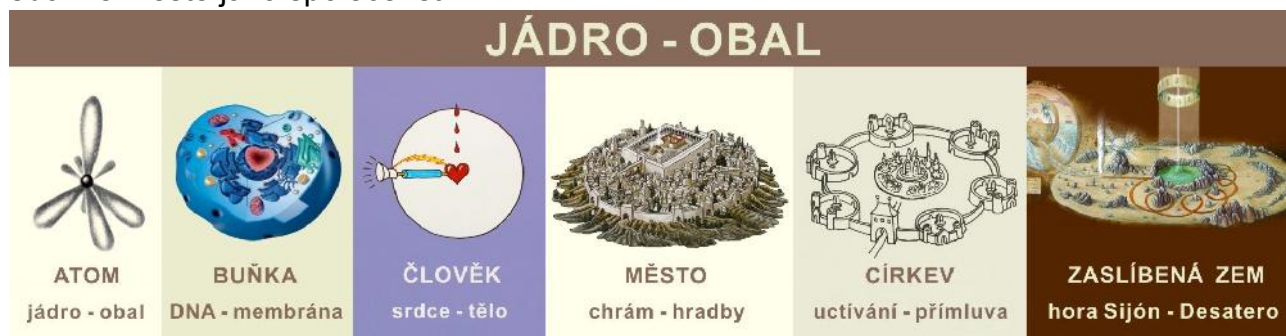 JÁDRO - OBAL
ATOM
jádro - obal
BUŇKA
DNA - membrána
ČLOVĚK
srdce - tělo
MĚSTO
chrám - hradby
CÍRKEV
uctívání - přímluva
ZASLÍBENÁ ZEM
hora Sijón - Desatero